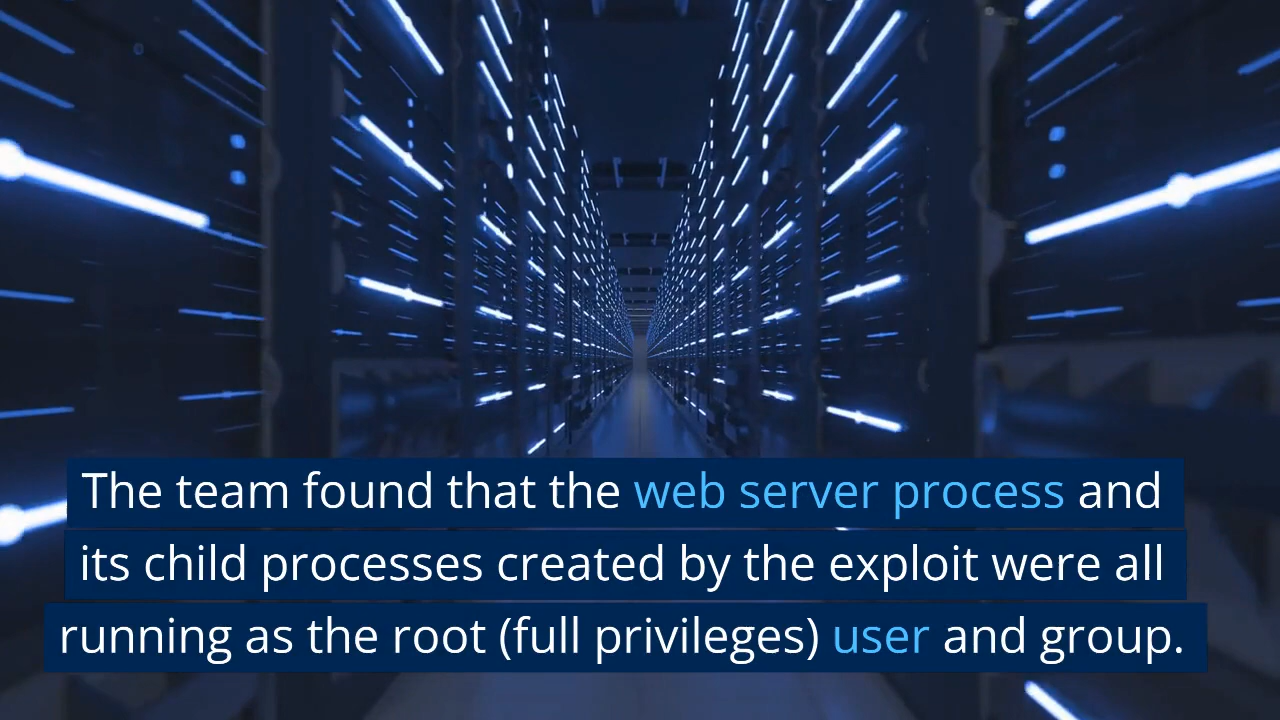 The team found that the web server process and
its child processes created by the exploit were all
running as the root (full privileges) user and group.